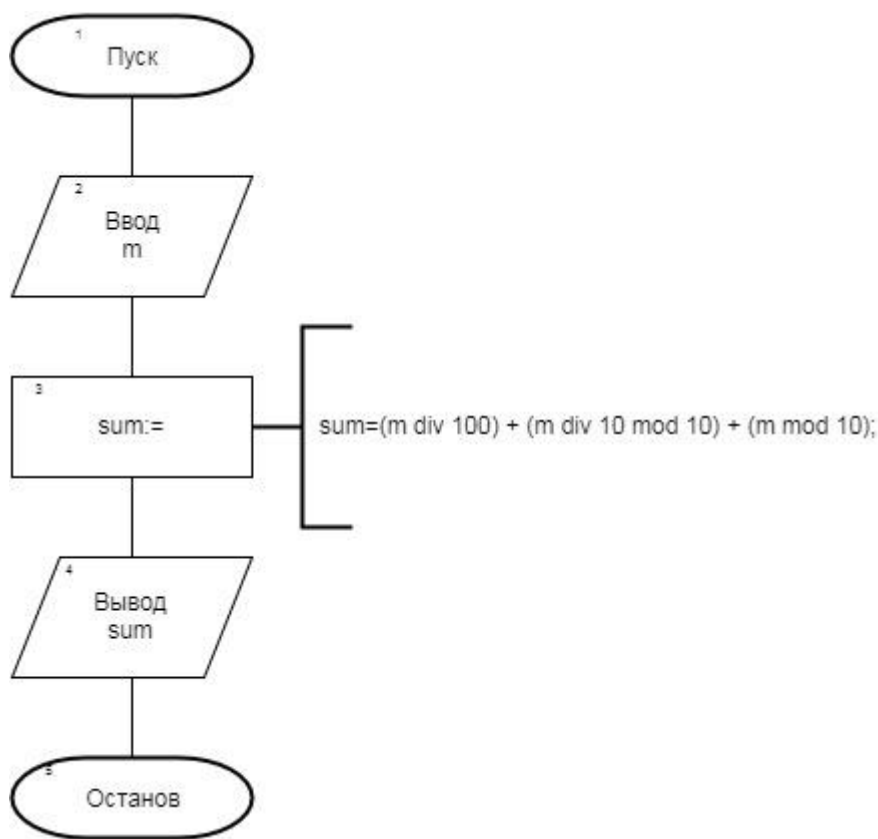 1
Пуск
2
Ввод
m
3
sum:=
sum=(m div 100) + (m div 10 mod 10) + (m mod 10);
4
Вывод
sum
5
Останов